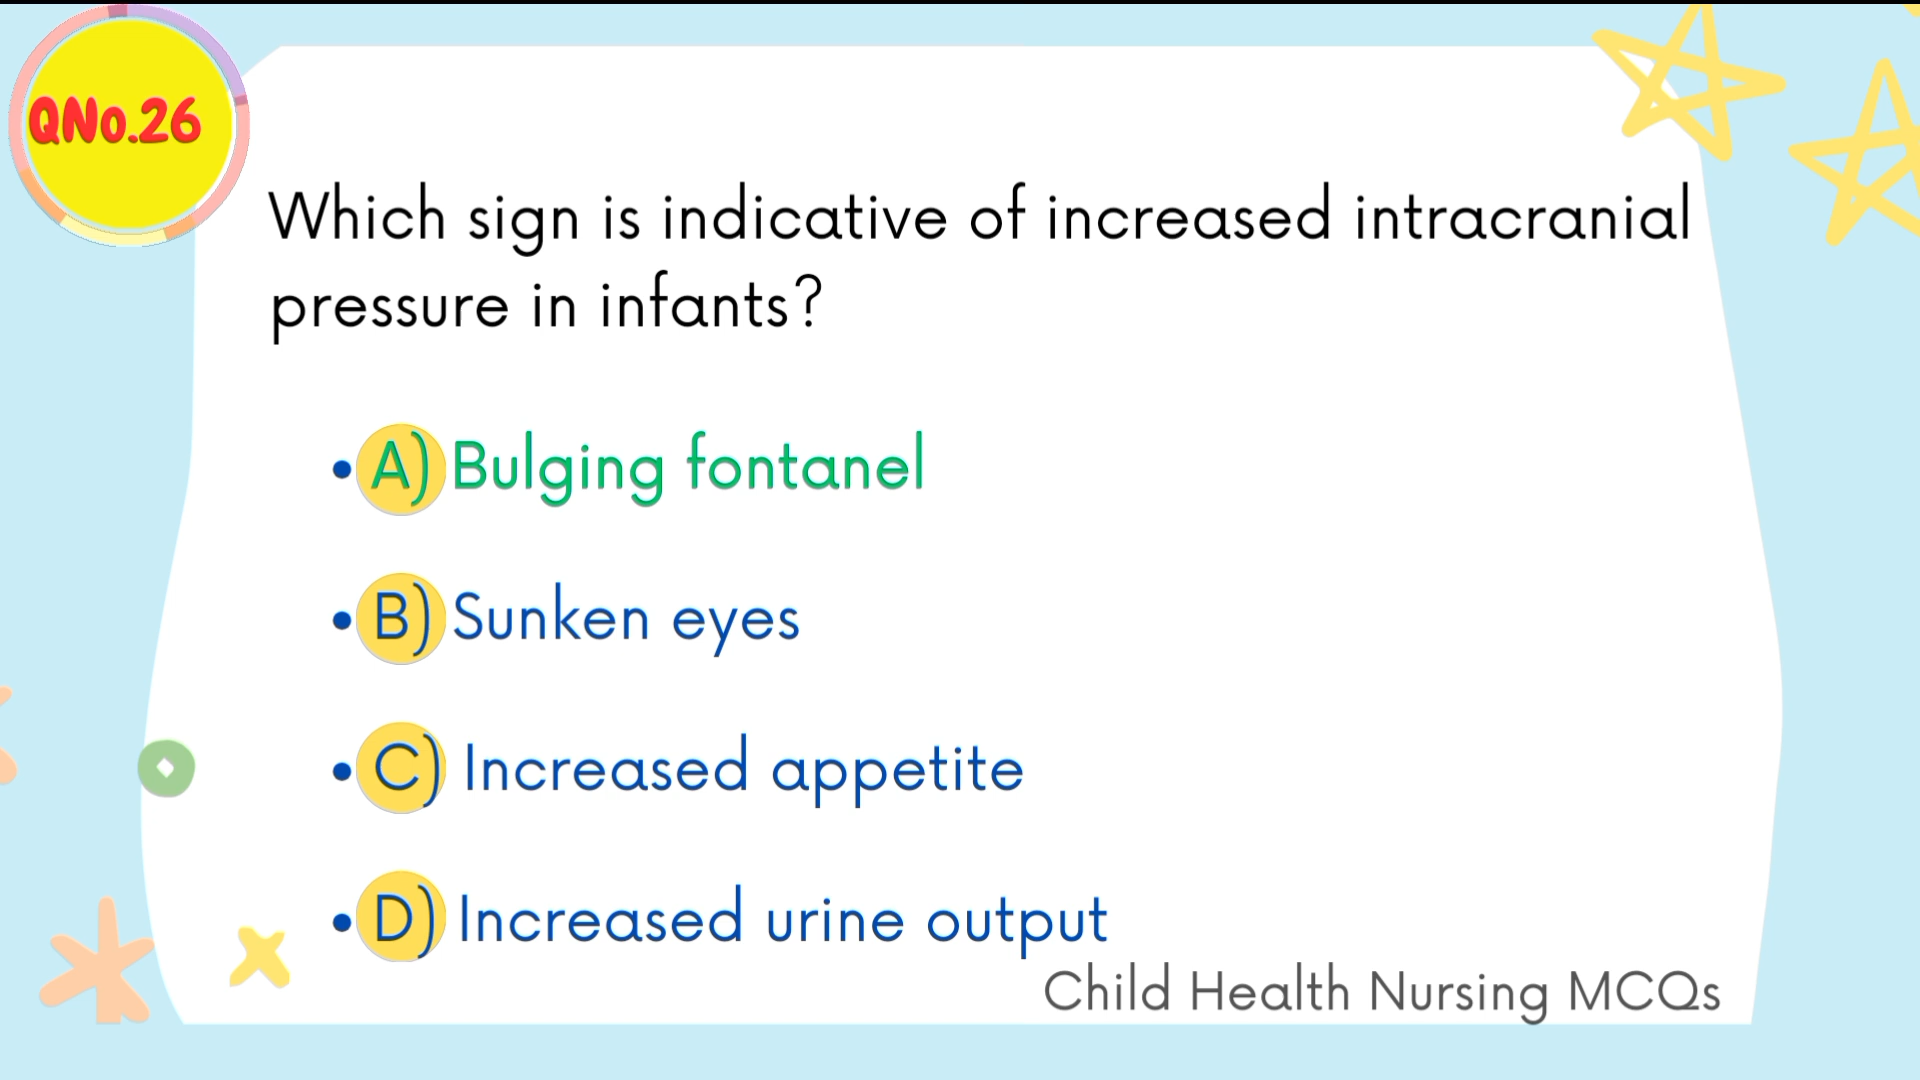 QNo.26
Which sign is indicative of increased intracranial
pressure in infants?
• A) Bulging fontanel
• B) Sunken eyes
• C) Increased appetite
• D) Increased urine output
Child Health Nursing MCQs